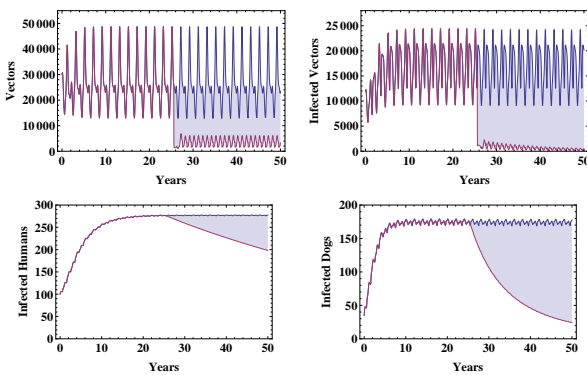 Vectors
50 000
40 000
30 000
20 000
10 000
0
0 10 20 30 40 50
Years
Infected Vectors
25 000
20 000
15 000
10 000
5000
0
0 10 20 30 40 50
Years
Infected Humans
300
250
200
150
100
50
0
0 10 20 30 40 50
Years
Infected Dogs
200
150
100
50
0
0 10 20 30 40 50
Years